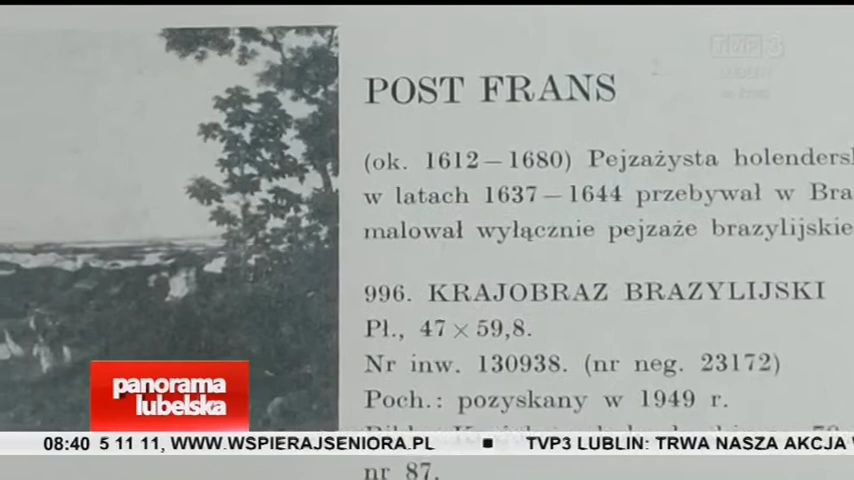 TVP3
POST FRANS
(ok. 1612–1680) Pejzażysta holenders
w latach 1637–1644 przebywał w Bra
malował wyłącznie pejzaże brazylijskie
996. KRAJOBRAZ BRAZYLIJSKI
Pł., 47×59,8.
Nr inw. 130938. (nr neg. 23172)
Poch.: pozyskany w 1949 r.
panorama
lubelska
08:40 5 11 11, WWW.WSPIERAJSENIORA.PL ■ TVP3 LUBLIN: TRWA NASZA AKCJA
nr 87.